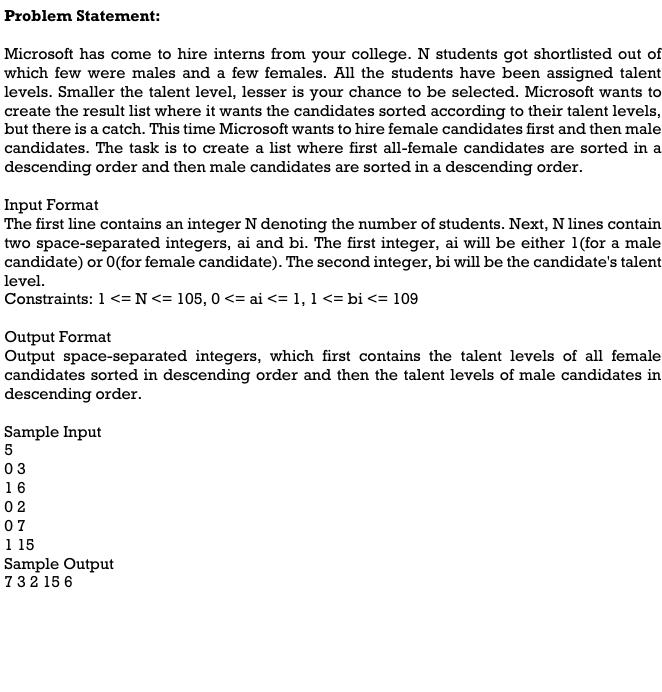 Problem Statement:
Microsoft has come to hire interns from your college. N students got shortlisted out of
which few were males and a few females. All the students have been assigned talent
levels. Smaller the talent level, lesser is your chance to be selected. Microsoft wants to
create the result list where it wants the candidates sorted according to their talent levels,
but there is a catch. This time Microsoft wants to hire female candidates first and then male
candidates. The task is to create a list where first all-female candidates are sorted in a
descending order and then male candidates are sorted in a descending order.
Input Format
The first line contains an integer N denoting the number of students. Next, N lines contain
two space-separated integers, ai and bi. The first integer, ai will be either 1(for a male
candidate) or 0(for female candidate). The second integer, bi will be the candidate's talent
level.
Constraints: 1 <= N <= 105, 0 <= ai <= 1, 1 <= bi <= 109
Output Format
Output space-separated integers, which first contains the talent levels of all female
candidates sorted in descending order and then the talent levels of male candidates in
descending order.
Sample Input
5
0 3
1 6
0 2
0 7
1 15
Sample Output
7 3 2 15 6